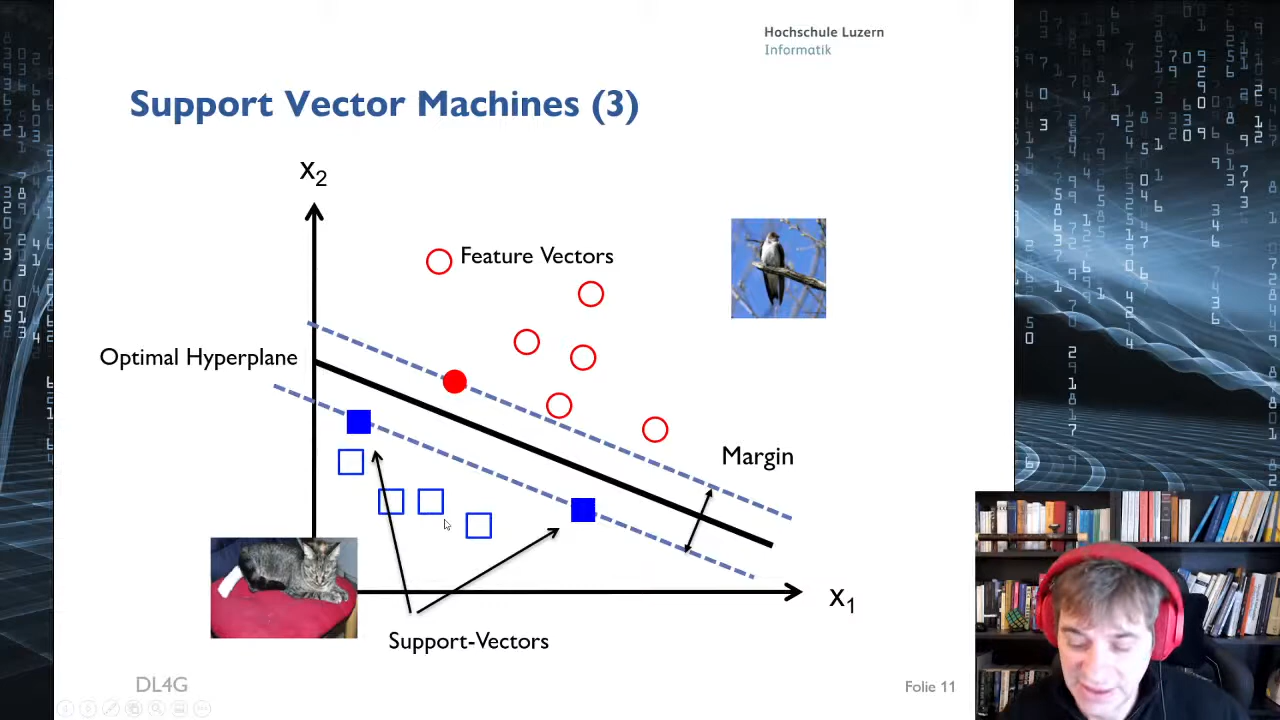 Hochschule Luzern
Informatik
Support Vector Machines (3)
x2
Feature Vectors
Optimal Hyperplane
Margin
x1
Support-Vectors
DL4G
Folie 11